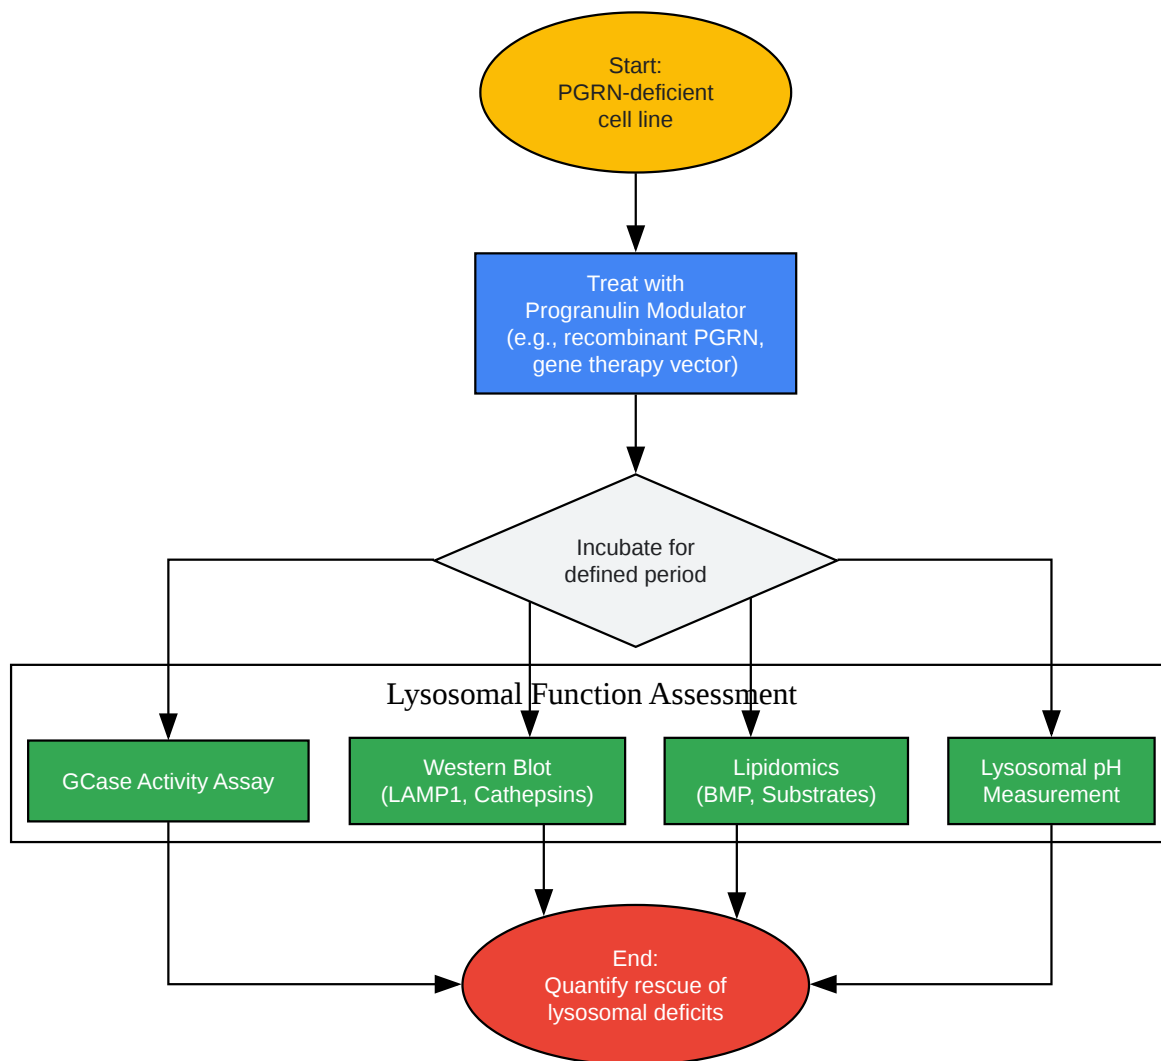 Start:
PGRN-deficient
cell line
Treat with
Progranulin Modulator
(e.g., recombinant PGRN,
gene therapy vector)
Incubate for
defined period
Lysosomal Function Assessment
GCase Activity Assay
Western Blot
(LAMP1, Cathepsins)
Lipidomics
(BMP, Substrates)
Lysosomal pH
Measurement
End:
Quantify rescue of
lysosomal deficits